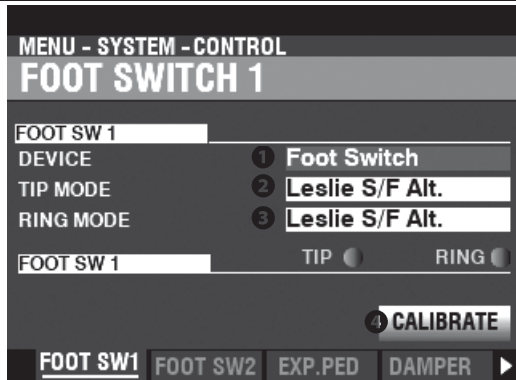 MENU - SYSTEM - CONTROL
FOOT SWITCH 1
FOOT SW 1
DEVICE 1 Foot Switch
TIP MODE 2 Leslie S/F Alt.
RING MODE 3 Leslie S/F Alt.
FOOT SW 1 TIP RING
4 CALIBRATE
FOOT SW1 FOOT SW2 EXP.PED DAMPER